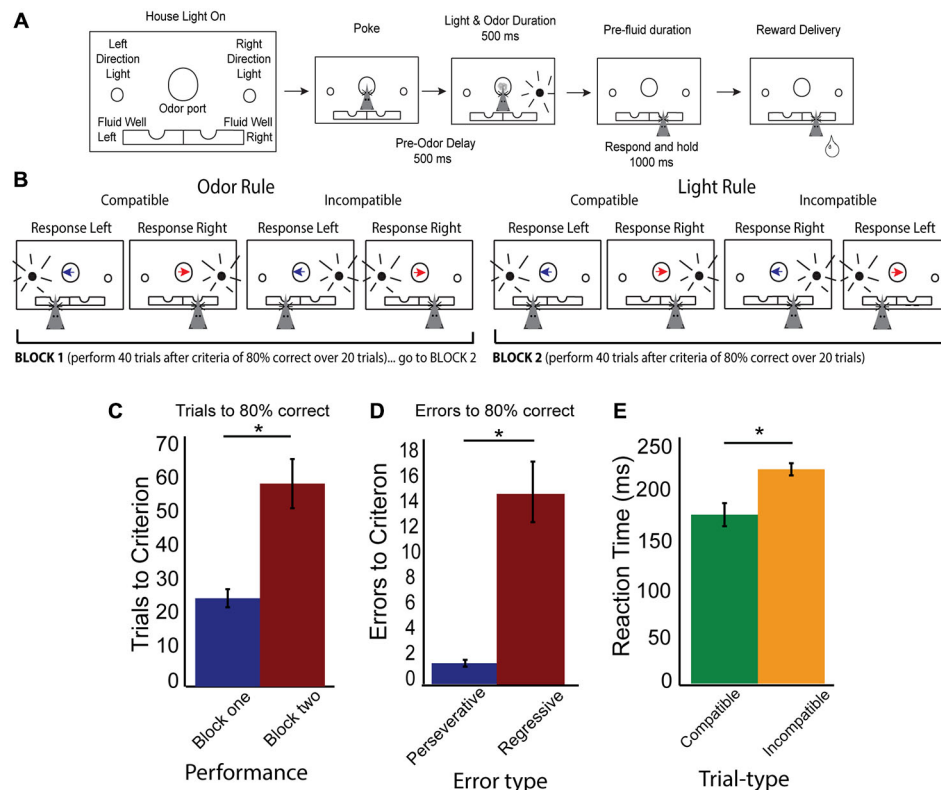 A
House Light On
Left
Direction
Light
Right
Direction
Light
Odor port
Fluid Well
Left
Fluid Well
Right
Poke
Pre-Odor Delay
500 ms
Light & Odor Duration
500 ms
Pre-fluid duration
Respond and hold
1000 ms
Reward Delivery
B
Odor Rule
Compatible
Incompatible
Response Left
Response Right
Response Left
Response Right
BLOCK 1 (perform 40 trials after criteria of 80% correct over 20 trials)... go to BLOCK 2
Light Rule
Compatible
Incompatible
Response Left
Response Right
Response Right
Response Left
BLOCK 2 (perform 40 trials after criteria of 80% correct over 20 trials)
C
Trials to 80% correct
*
Trials to Criterion
70
60
50
40
30
20
10
0
Block one
Block two
Performance
D
Errors to 80% correct
*
Errors to Criteron
18
16
14
12
10
8
6
4
2
0
Perseverative
Regressive
Error type
E
*
Reaction Time (ms)
250
200
150
100
50
0
Compatible
Incompatible
Trial-type